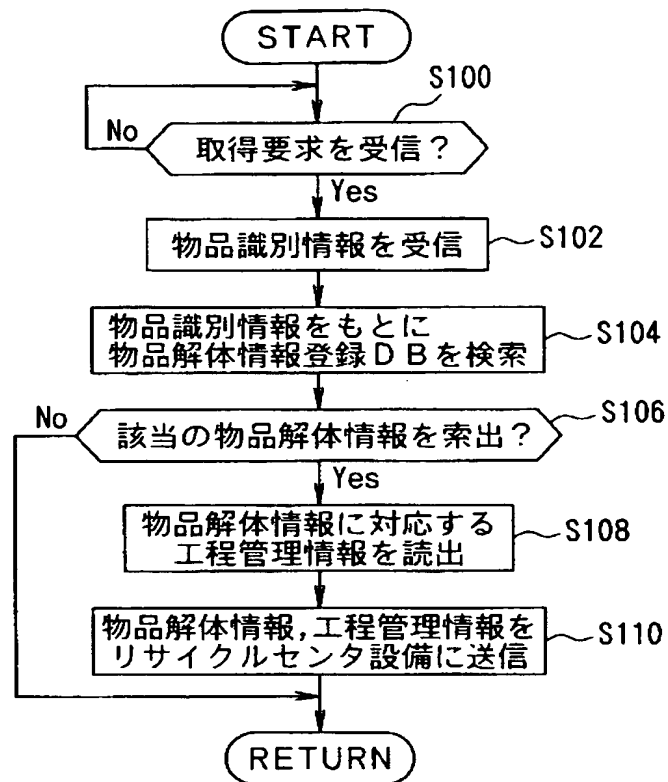 START
S100
No
取得要求を受信？
Yes
物品識別情報を受信
S102
物品識別情報をもとに
物品解体情報登録ＤＢを検索
S104
No
S106
該当の物品解体情報を索出？
Yes
物品解体情報に対応する
工程管理情報を読出
S108
物品解体情報,工程管理情報を
リサイクルセンタ設備に送信
S110
RETURN